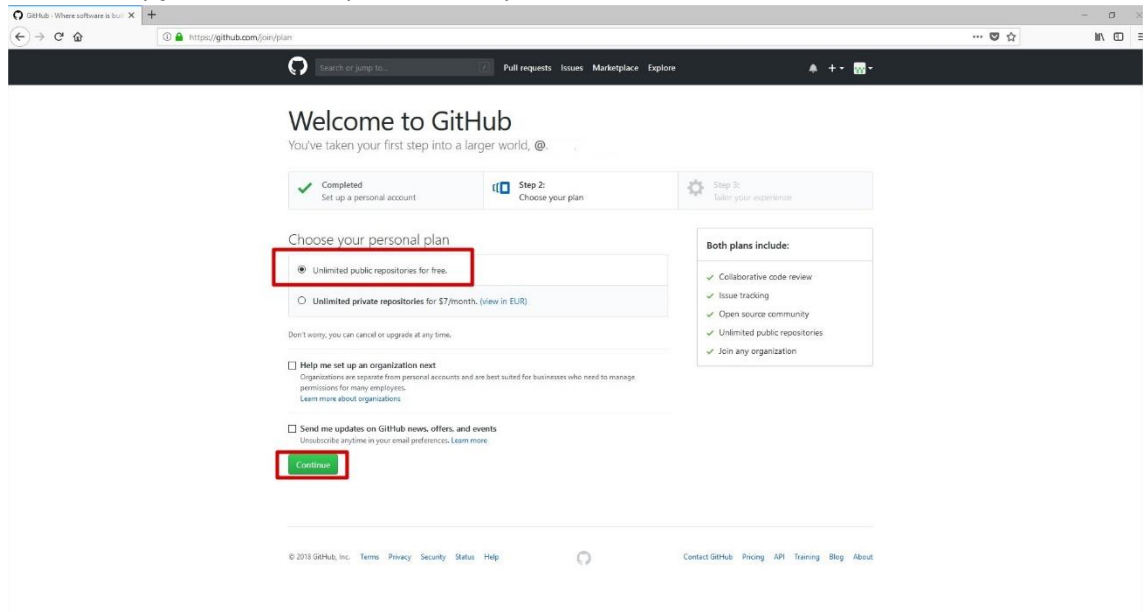 GitHub - Where software is buil
https://github.com/join/plan
Search or jump to...
Pull requests Issues Marketplace Explore
Welcome to GitHub
You've taken your first step into a larger world, @.
Completed
Set up a personal account
Step 2:
Choose your plan
Step 3:
Tailor your experience
Choose your personal plan
Unlimited public repositories for free.
Unlimited private repositories for $7/month. (view in EUR)
Don't worry, you can cancel or upgrade at any time.
Help me set up an organization next
Organizations are separate from personal accounts and are best suited for businesses who need to manage
permissions for many employees.
Learn more about organizations
Send me updates on GitHub news, offers, and events
Unsubscribe anytime in your email preferences. Learn more
Continue
Both plans include:
Collaborative code review
Issue tracking
Open source community
Unlimited public repositories
Join any organization
© 2018 GitHub, Inc. Terms Privacy Security Status Help
Contact GitHub Pricing API Training Blog About